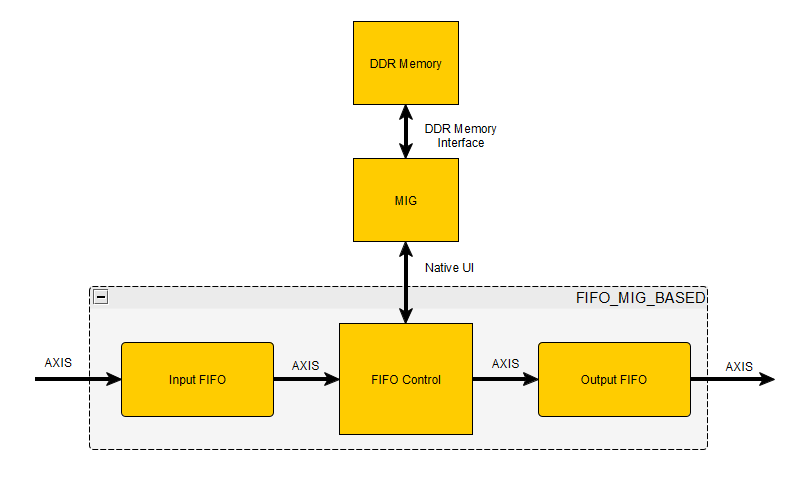 DDR Memory
DDR Memory
Interface
MIG
Native UI
FIFO_MIG_BASED
AXIS
Input FIFO
AXIS
FIFO Control
AXIS
Output FIFO
AXIS